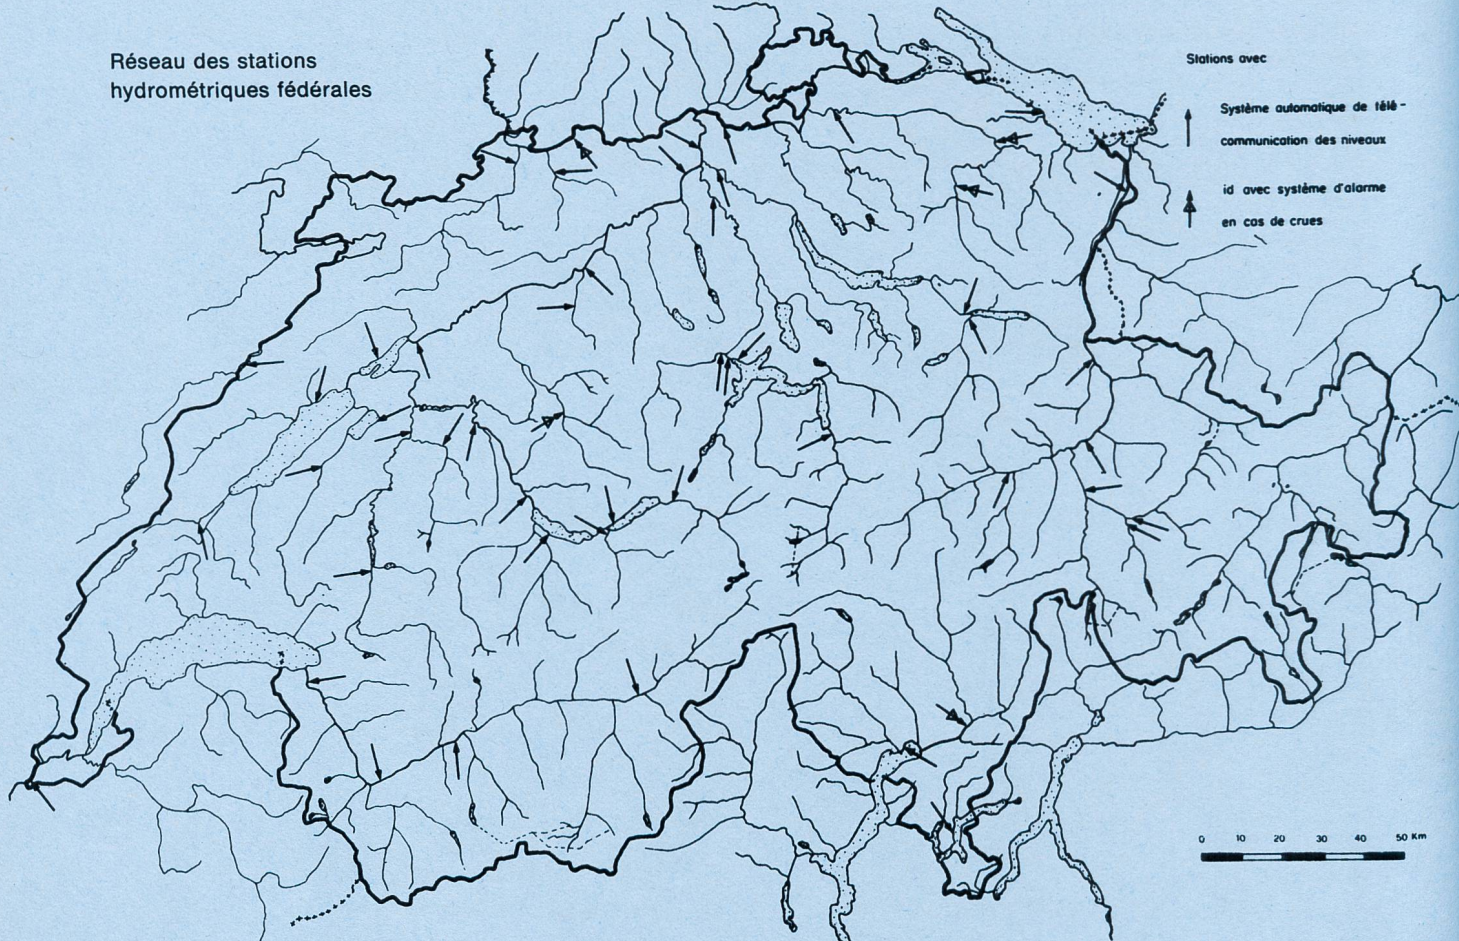 Réseau des stations
hydrométriques fédérales
Stations avec
Système automatique de télé-
communication des niveaux
id avec système d'alarme
en cas de crues
0 10 20 30 40 50 Km